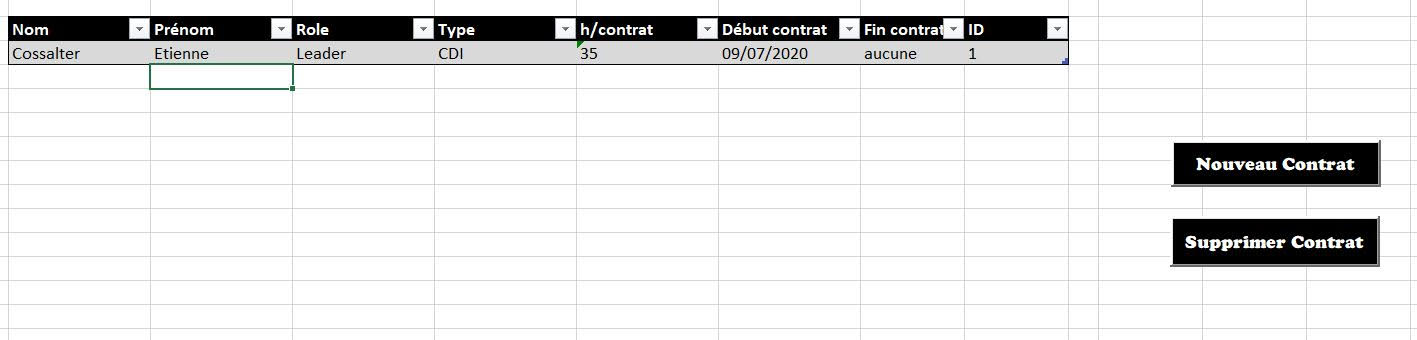 Nom Prénom Role Type h/contrat Début contrat Fin contrat ID
Cossalter Etienne Leader CDI 35 09/07/2020 aucune 1
Nouveau Contrat
Supprimer Contrat